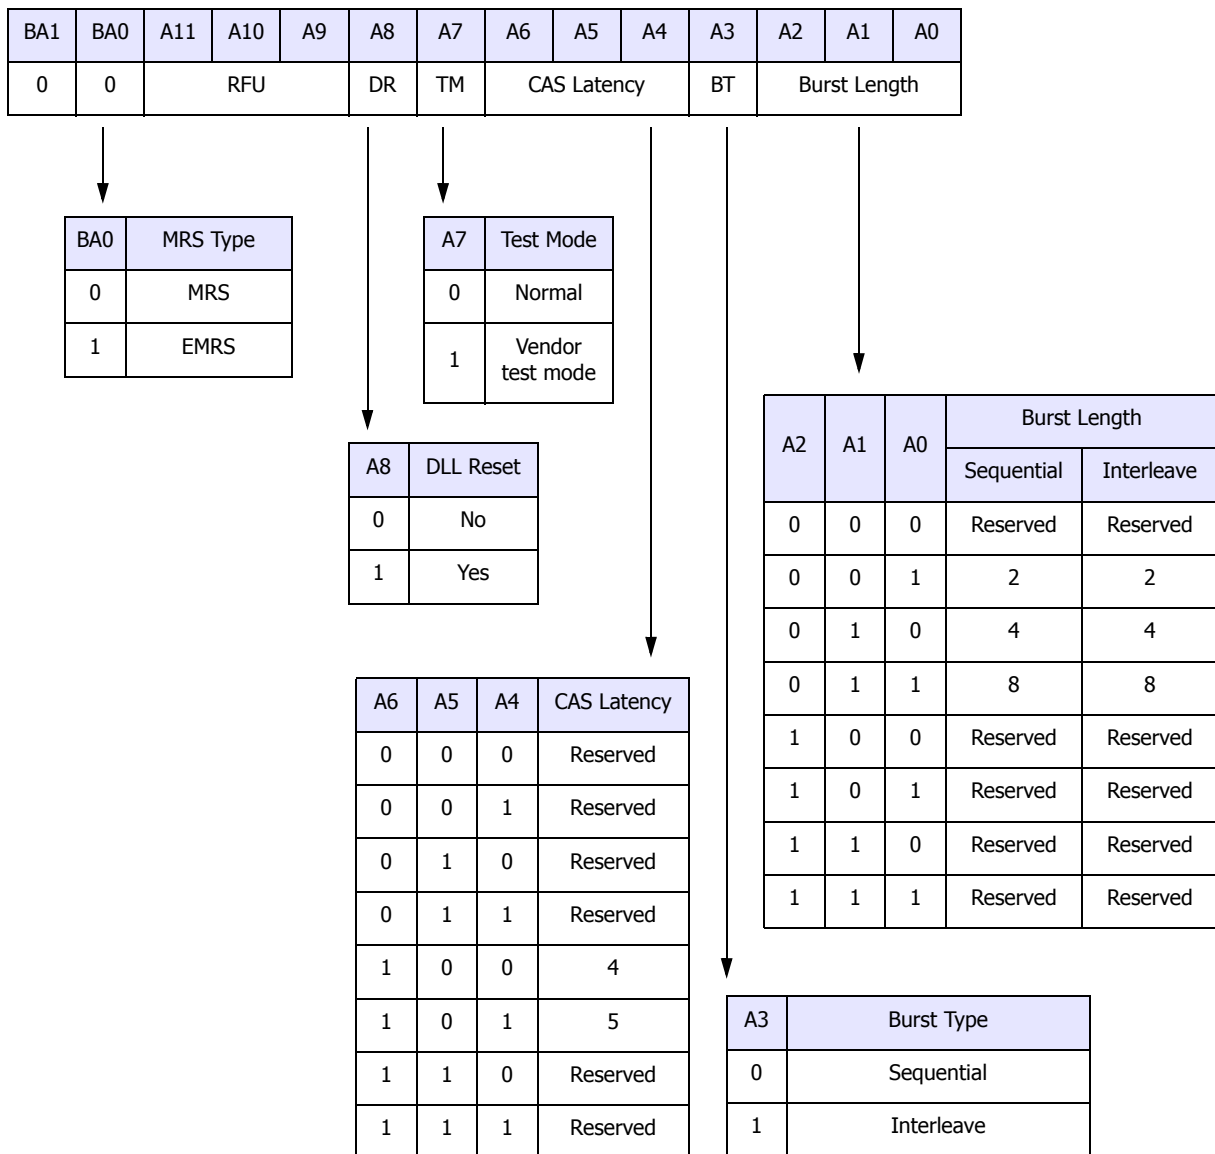 BA1 BA0 A11 A10 A9 A8 A7 A6 A5 A4 A3 A2 A1 A0
0 0 RFU DR TM CAS Latency BT Burst Length
BA0 MRS Type
0 MRS
1 EMRS
A7 Test Mode
0 Normal
1 Vendor
test mode
A8 DLL Reset
0 No
1 Yes
A2 A1 A0 Burst Length
Sequential Interleave
0 0 0 Reserved Reserved
0 0 1 2 2
0 1 0 4 4
0 1 1 8 8
1 0 0 Reserved Reserved
1 0 1 Reserved Reserved
1 1 0 Reserved Reserved
1 1 1 Reserved Reserved
A6 A5 A4 CAS Latency
0 0 0 Reserved
0 0 1 Reserved
0 1 0 Reserved
0 1 1 Reserved
1 0 0 4
1 0 1 5
1 1 0 Reserved
1 1 1 Reserved
A3 Burst Type
0 Sequential
1 Interleave